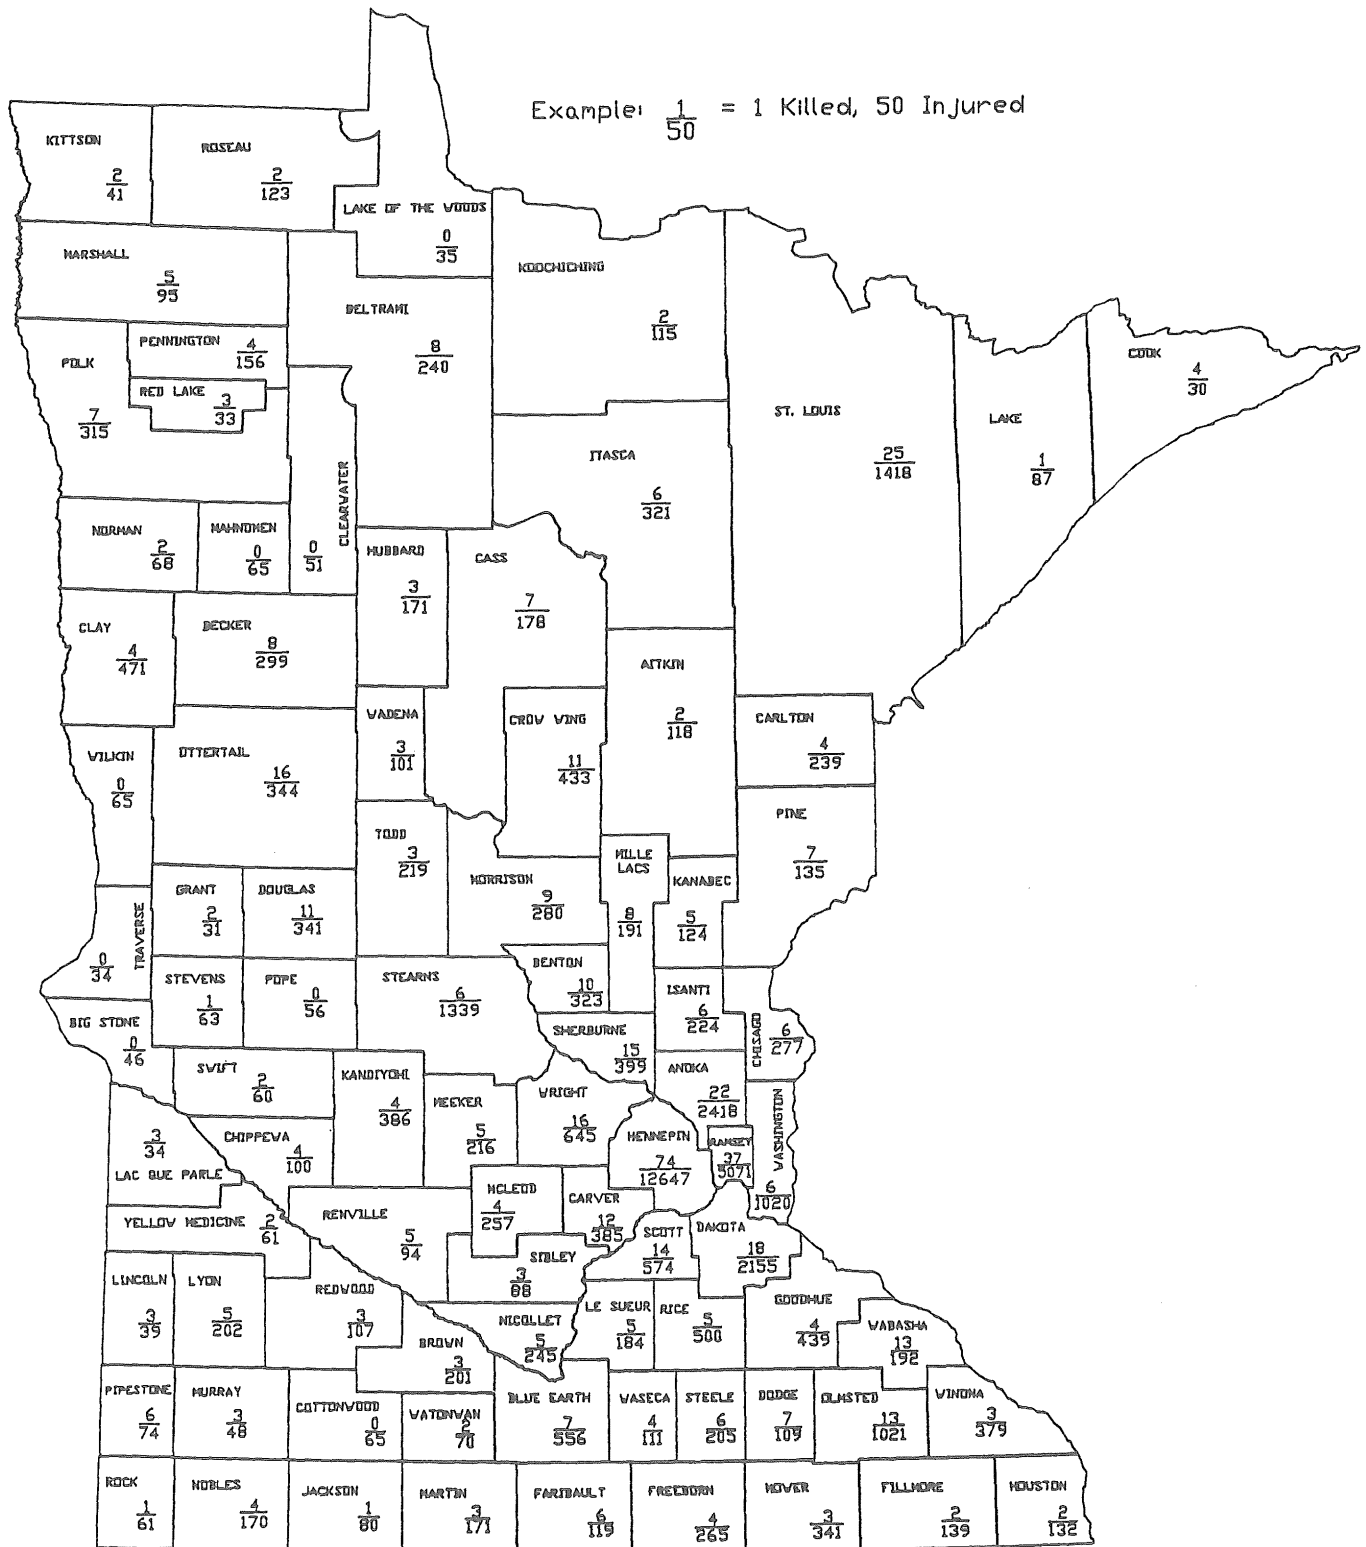 Example: 1/50 = 1 Killed, 50 Injured
KITTSON
2
41
ROSEAU
2
123
LAKE OF THE WOODS
0
35
MARSHALL
5
95
KOOCHICHING
2
115
BELTRAMI
8
240
PENNINGTON
4
156
POLK
7
315
RED LAKE
3
33
COOK
4
30
ST. LOUIS
25
1418
LAKE
1
87
ITASCA
6
321
CLEARWATER
0
51
NORMAN
2
68
MAHNOMEN
0
65
HUBBARD
3
171
CASS
7
178
CLAY
4
471
BECKER
8
299
AITKIN
2
118
WADENA
3
101
CROW WING
11
433
CARLTON
4
239
WILKIN
0
65
OTTERTAIL
16
344
PINE
7
135
TODD
3
219
MILLE
LACS
8
191
KANABEC
5
124
MORRISON
9
280
GRANT
2
31
DOUGLAS
11
341
TRAVERSE
0
34
BENTON
10
323
STEVENS
1
63
POPE
0
56
STEARNS
6
1339
ISANTI
6
224
CHISAGO
6
277
BIG STONE
0
46
SHERBURNE
15
399
SWIFT
2
60
KANDIYOHI
4
386
ANOKA
22
2418
MEEKER
5
216
WRIGHT
16
645
WASHINGTON
6
1020
3
34
LAC QUE PARLE
CHIPPEWA
4
100
HENNEPIN
74
12647
RAMSEY
37
5071
MCLEOD
4
257
CARVER
12
385
YELLOW MEDICINE
2
61
RENVILLE
5
94
SCOTT
14
574
DAKOTA
18
2155
SIBLEY
3
88
LINCOLN
3
39
LYON
5
202
REDWOOD
3
107
NICOLLET
5
245
LE SUEUR
5
184
RICE
5
500
GOODHUE
4
439
WABASHA
13
192
BROWN
3
201
PIPESTONE
6
74
MURRAY
3
48
COTTONWOOD
0
65
WATONWAN
2
70
BLUE EARTH
7
556
WASECA
4
111
STEELE
6
205
DODGE
7
109
OLMSTED
13
1021
WINONA
3
379
ROCK
1
61
NOBLES
4
170
JACKSON
1
80
MARTIN
3
171
FARIBAULT
6
119
FREEBORN
4
265
MOWER
3
341
FILLMORE
2
139
HOUSTON
2
132